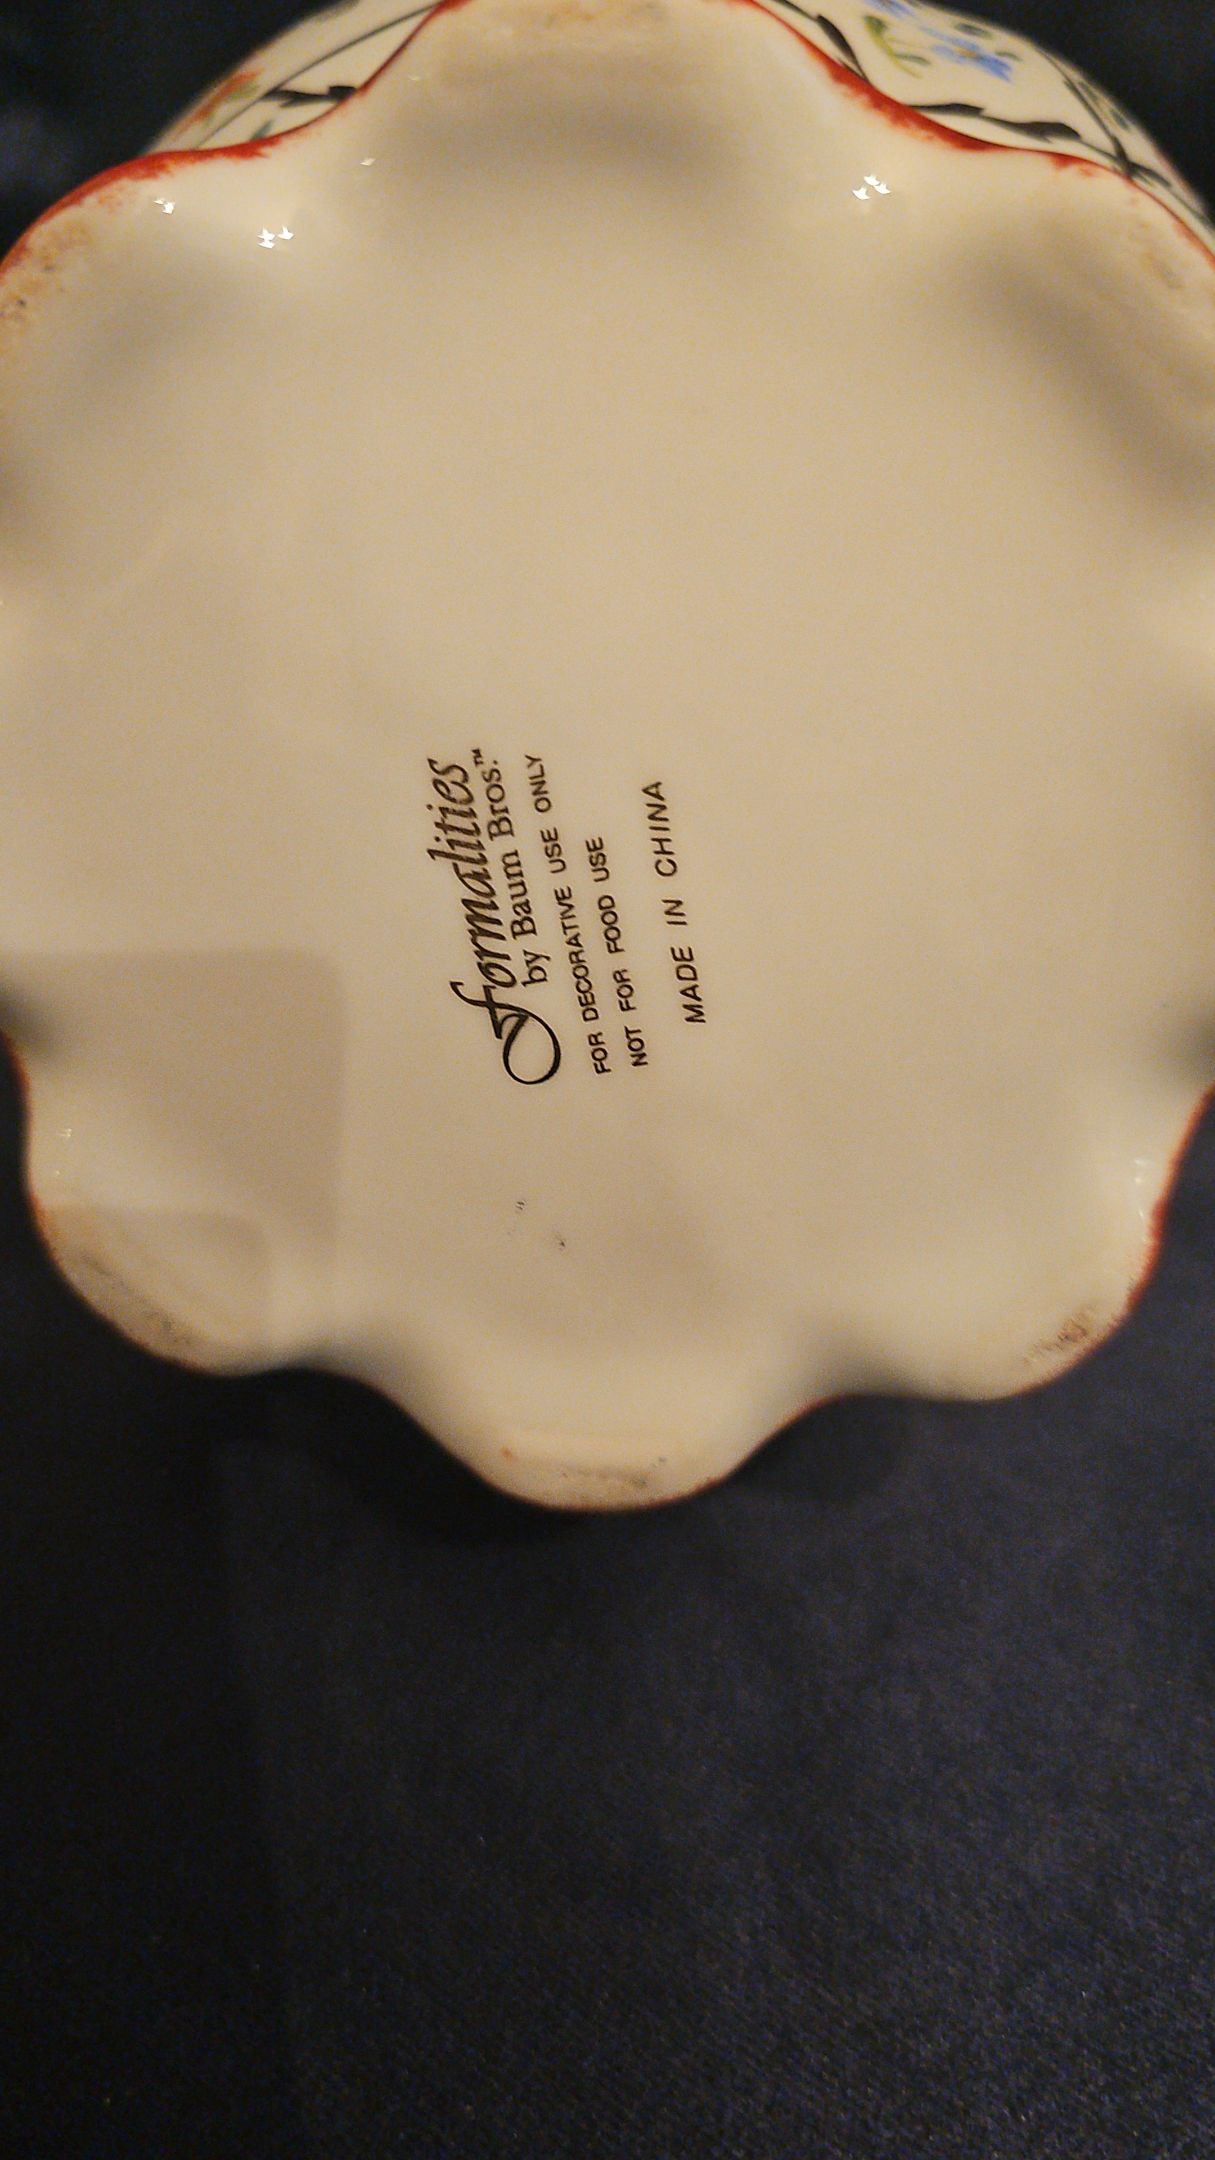 Formalities
by Baum Bros.™
FOR DECORATIVE USE ONLY
NOT FOR FOOD USE
MADE IN CHINA